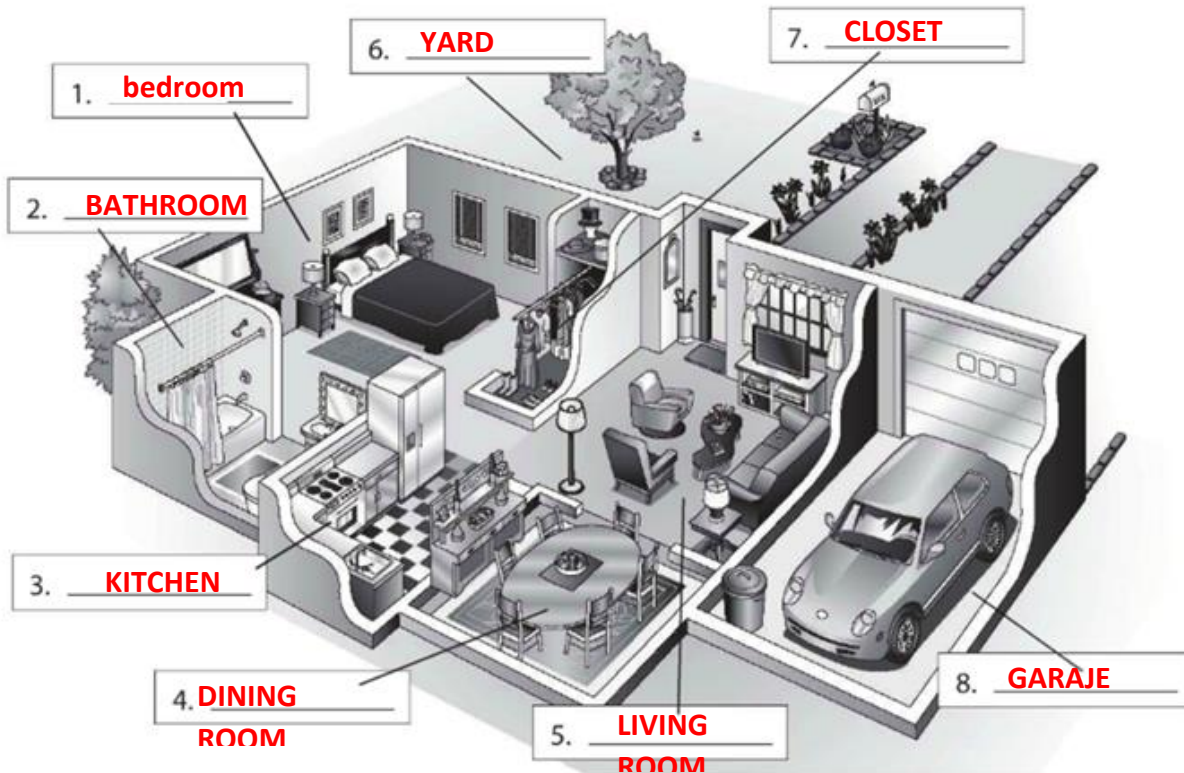 1. bedroom
2. BATHROOM
3. KITCHEN
4. DINING
ROOM
5. LIVING
ROOM
6. YARD
7. CLOSET
8. GARAJE